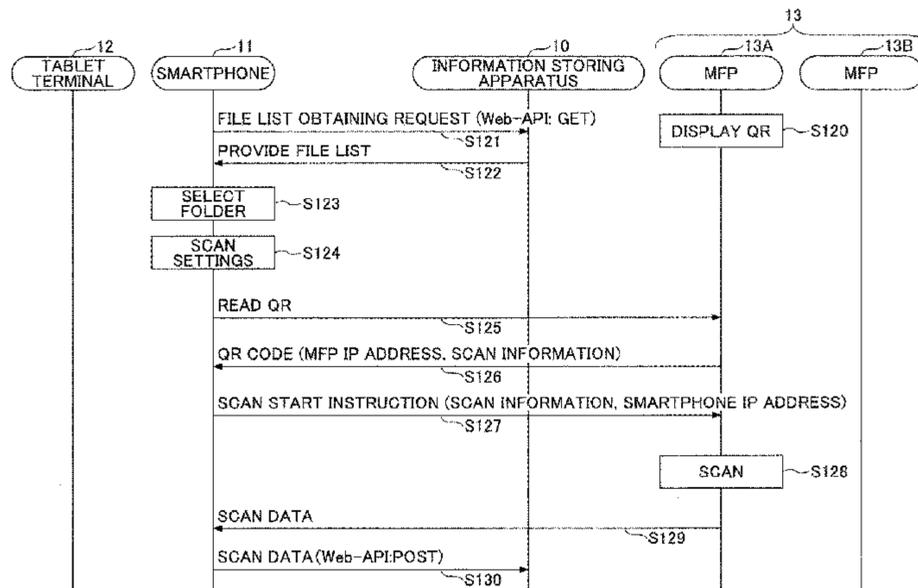 13
12
11
10
13A
13B
TABLET
TERMINAL
SMARTPHONE
INFORMATION STORING
APPARATUS
MFP
MFP
FILE LIST OBTAINING REQUEST (Web-API: GET)
S121
DISPLAY QR
S120
PROVIDE FILE LIST
S122
SELECT
FOLDER
S123
SCAN
SETTINGS
S124
READ QR
S125
QR CODE (MFP IP ADDRESS, SCAN INFORMATION)
S126
SCAN START INSTRUCTION (SCAN INFORMATION, SMARTPHONE IP ADDRESS)
S127
SCAN
S128
SCAN DATA
S129
SCAN DATA(Web-API:POST)
S130